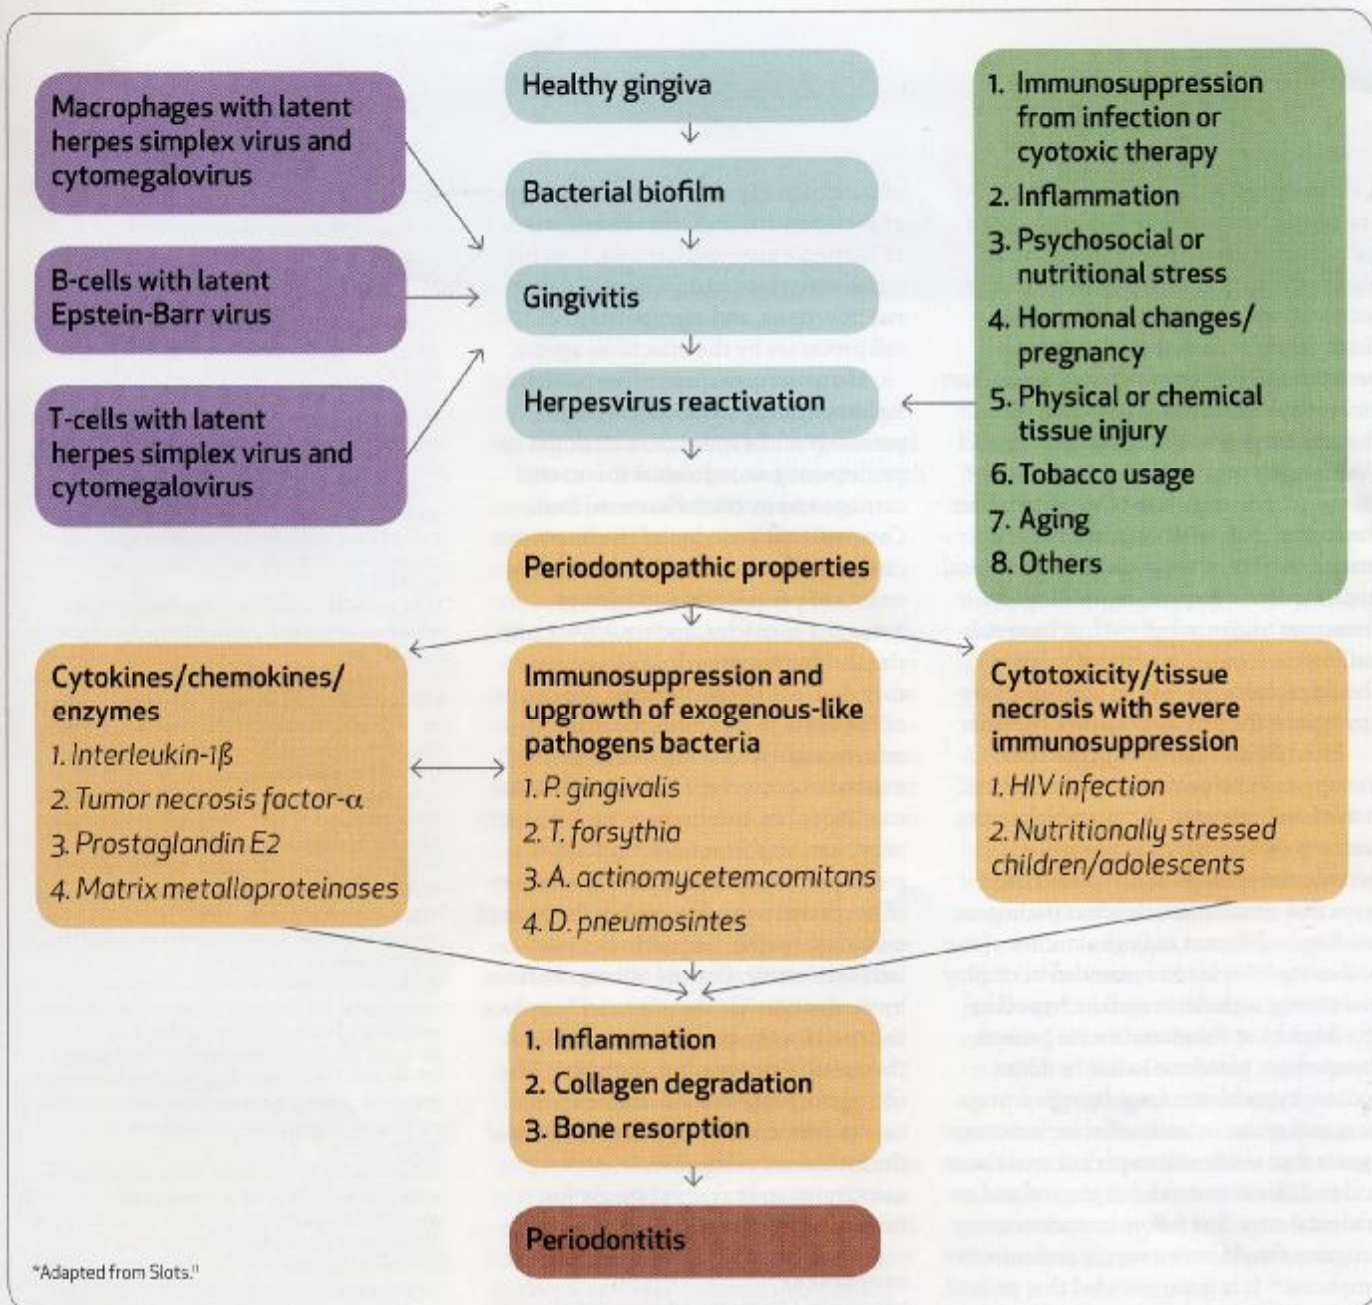 Macrophages with latent
herpes simplex virus and
cytomegalovirus
B-cells with latent
Epstein-Barr virus
T-cells with latent
herpes simplex virus and
cytomegalovirus
Healthy gingiva
Bacterial biofilm
Gingivitis
Herpesvirus reactivation
1. Immunosuppression
from infection or
cyotoxic therapy
2. Inflammation
3. Psychosocial or
nutritional stress
4. Hormonal changes/
pregnancy
5. Physical or chemical
tissue injury
6. Tobacco usage
7. Aging
8. Others
Periodontopathic properties
Cytokines/chemokines/
enzymes
1. Interleukin-1β
2. Tumor necrosis factor-α
3. Prostaglandin E2
4. Matrix metalloproteinases
Immunosuppression and
upgrowth of exogenous-like
pathogens bacteria
1. P. gingivalis
2. T. forsythia
3. A. actinomycetemcomitans
4. D. pneumosintes
Cytotoxicity/tissue
necrosis with severe
immunosuppression
1. HIV infection
2. Nutritionally stressed
children/adolescents
1. Inflammation
2. Collagen degradation
3. Bone resorption
Periodontitis
*Adapted from Slots.¹¹